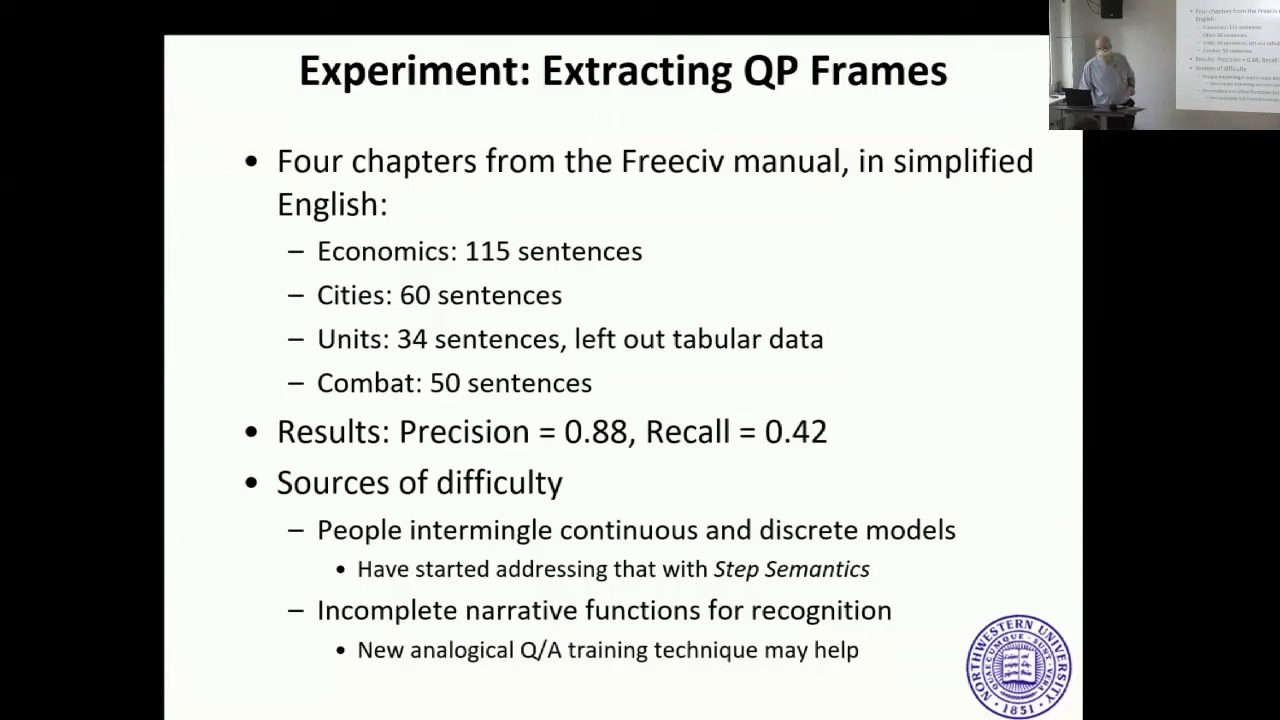 Experiment: Extracting QP Frames
• Four chapters from the Freeciv manual, in simplified
English:
– Economics: 115 sentences
– Cities: 60 sentences
– Units: 34 sentences, left out tabular data
– Combat: 50 sentences
• Results: Precision = 0.88, Recall = 0.42
• Sources of difficulty
– People intermingle continuous and discrete models
• Have started addressing that with Step Semantics
– Incomplete narrative functions for recognition
• New analogical Q/A training technique may help
NORTHWESTERN UNIVERSITY
QUAECUMQUE · SUNT · VERA
· 1851 ·